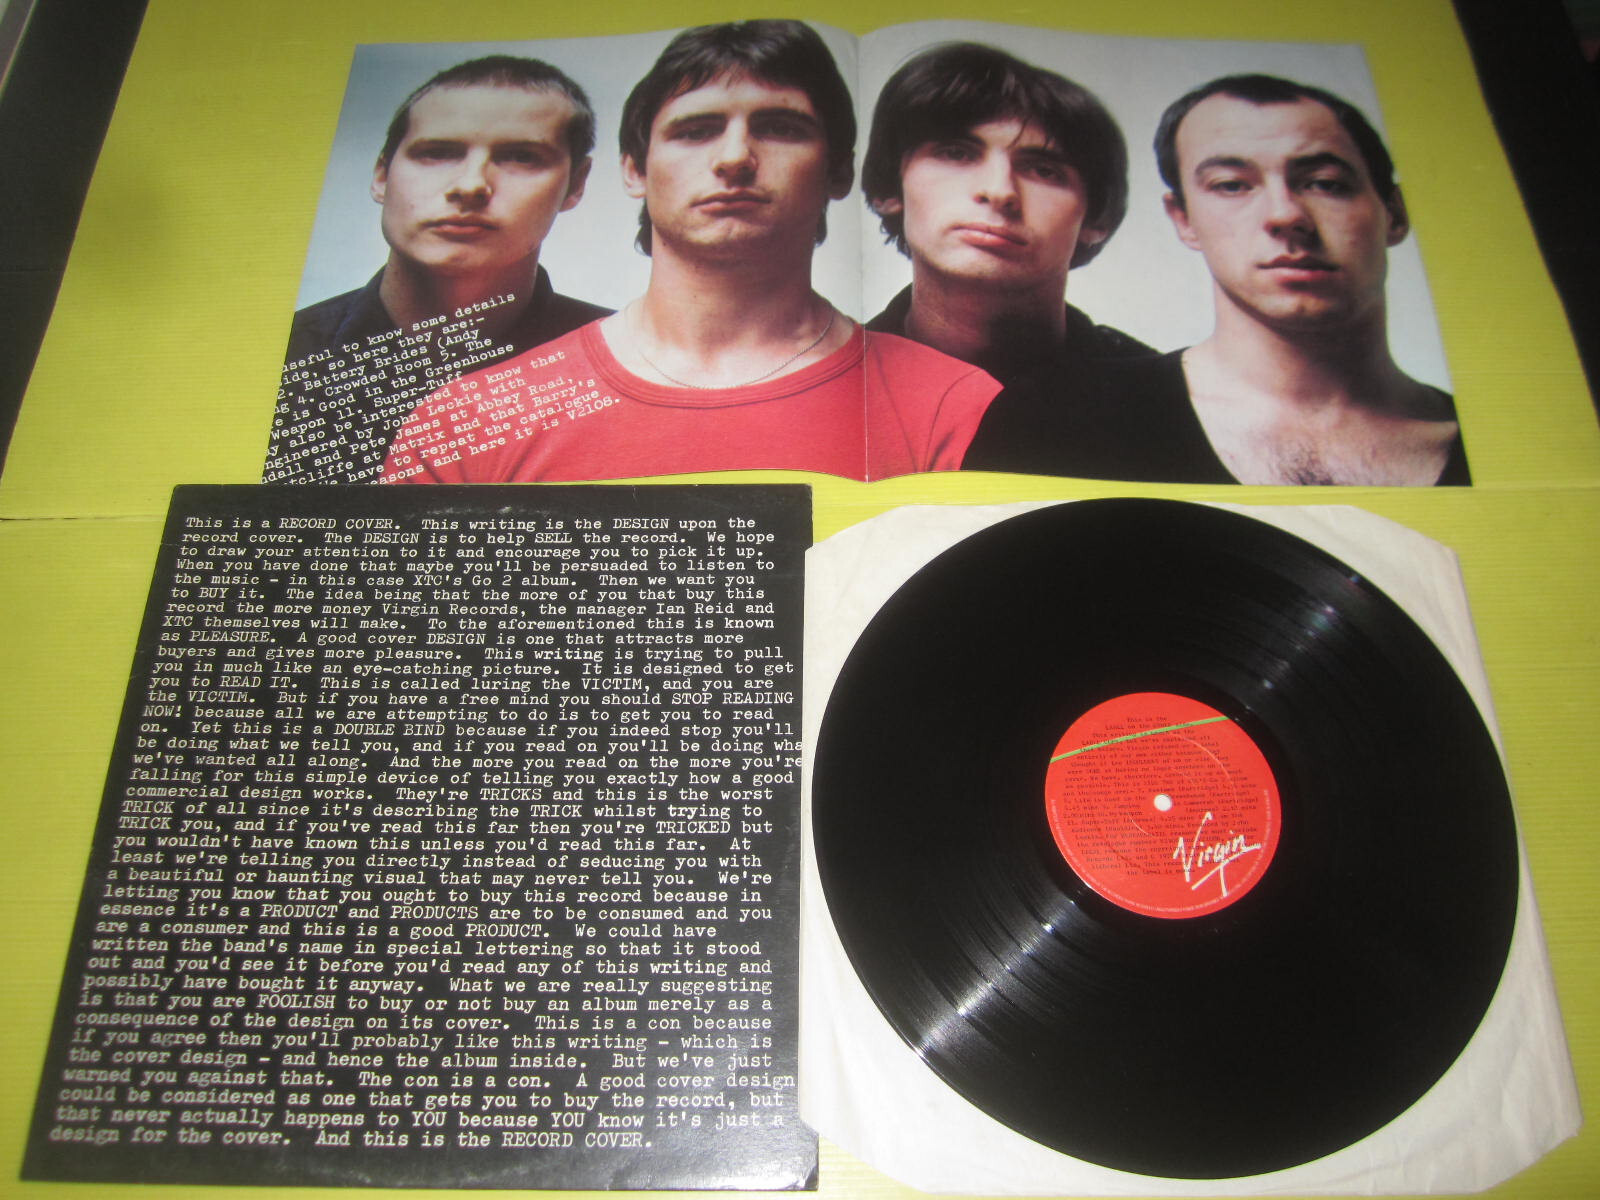 useful to know some details
side, so here they are:-
2. Battery Brides (Andy
4. Crowded Room 5. The
is Good in the Greenhouse
Weapon 11. Super-Tuff
also be interested to know that
engineered by John Leckie with
and Pete James at Abbey Road,
at Matrix and that Barry's
have to repeat the catalogue
reasons and here it is V2108.
This is a RECORD COVER. This writing is the DESIGN upon the
record cover. The DESIGN is to help SELL the record. We hope
to draw your attention to it and encourage you to pick it up.
When you have done that maybe you'll be persuaded to listen to
the music - in this case XTC's Go 2 album. Then we want you
to BUY it. The idea being that the more of you that buy this
record the more money Virgin Records, the manager Ian Reid and
XTC themselves will make. To the aforementioned this is known
as PLEASURE. A good cover DESIGN is one that attracts more
buyers and gives more pleasure. This writing is trying to pull
you in much like an eye-catching picture. It is designed to get
you to READ IT. This is called luring the VICTIM, and you are
the VICTIM. But if you have a free mind you should STOP READING
NOW! because all we are attempting to do is to get you to read
on. Yet this is a DOUBLE BIND because if you indeed stop you'll
be doing what we tell you, and if you read on you'll be doing wha
we've wanted all along. And the more you read on the more you're
falling for this simple device of telling you exactly how a good
commercial design works. They're TRICKS and this is the worst
TRICK of all since it's describing the TRICK whilst trying to
TRICK you, and if you've read this far then you're TRICKED but
you wouldn't have known this unless you'd read this far. At
least we're telling you directly instead of seducing you with
a beautiful or haunting visual that may never tell you. We're
letting you know that you ought to buy this record because in
essence it's a PRODUCT and PRODUCTS are to be consumed and you
are a consumer and this is a good PRODUCT. We could have
written the band's name in special lettering so that it stood
out and you'd see it before you'd read any of this writing and
possibly have bought it anyway. What we are really suggesting
is that you are FOOLISH to buy or not buy an album merely as a
consequence of the design on its cover. This is a con because
if you agree then you'll probably like this writing - which is
the cover design - and hence the album inside. But we've just
warned you against that. The con is a con. A good cover design
could be considered as one that gets you to buy the record, but
that never actually happens to YOU because YOU know it's just a
design for the cover. And this is the RECORD COVER.
This is the
LABEL on the
Virgin